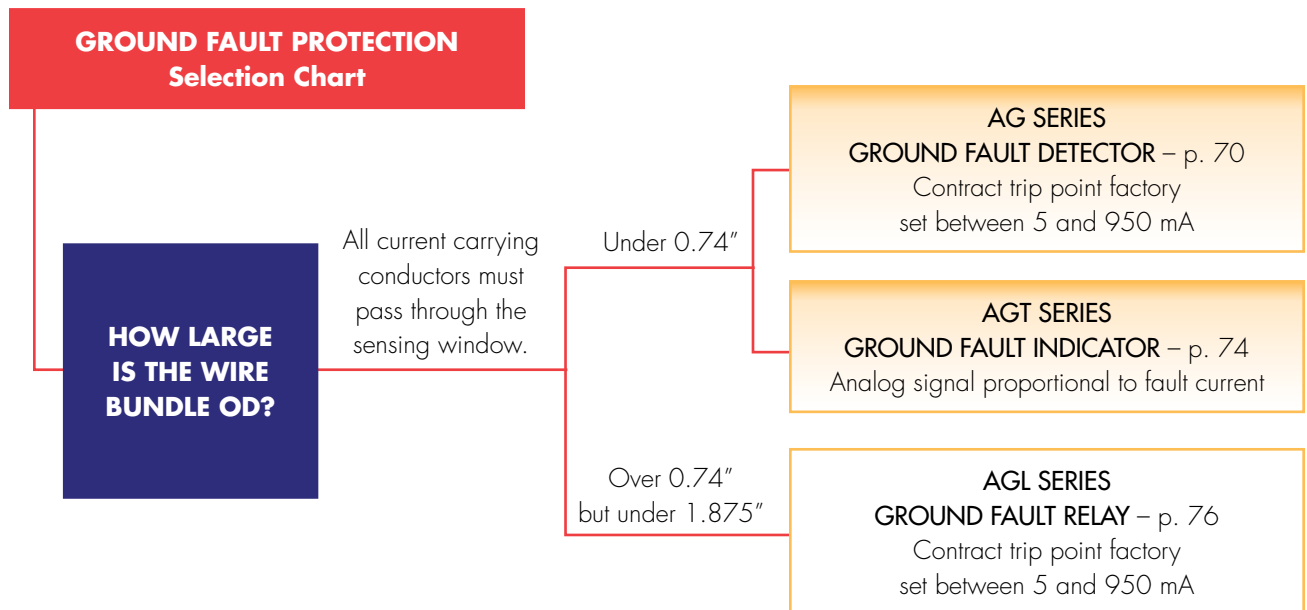 GROUND FAULT PROTECTION
Selection Chart
HOW LARGE
IS THE WIRE
BUNDLE OD?
All current carrying
conductors must
pass through the
sensing window.
Under 0.74”
AG SERIES
GROUND FAULT DETECTOR – p. 70
Contract trip point factory
set between 5 and 950 mA
AGT SERIES
GROUND FAULT INDICATOR – p. 74
Analog signal proportional to fault current
Over 0.74”
but under 1.875”
AGL SERIES
GROUND FAULT RELAY – p. 76
Contract trip point factory
set between 5 and 950 mA